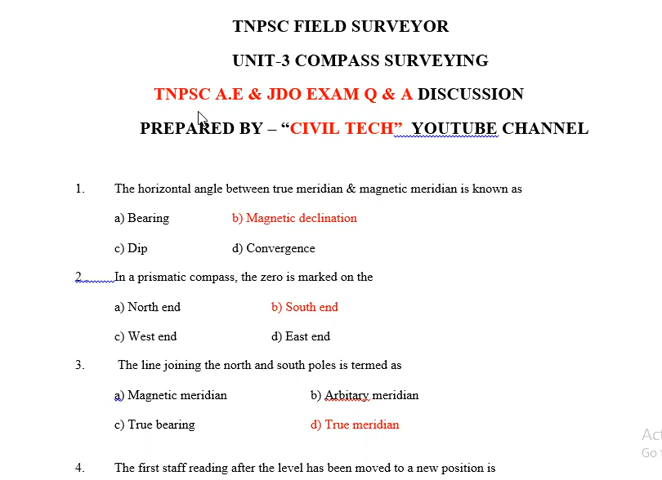 TNPSC FIELD SURVEYOR
UNIT-3 COMPASS SURVEYING
TNPSC A.E & JDO EXAM Q & A DISCUSSION
PREPARED BY – “CIVIL TECH” YOUTUBE CHANNEL
1. The horizontal angle between true meridian & magnetic meridian is known as
a) Bearing b) Magnetic declination
c) Dip d) Convergence
2. In a prismatic compass, the zero is marked on the
a) North end b) South end
c) West end d) East end
3. The line joining the north and south poles is termed as
a) Magnetic meridian b) Arbitary meridian
c) True bearing d) True meridian
4. The first staff reading after the level has been moved to a new position is
Go